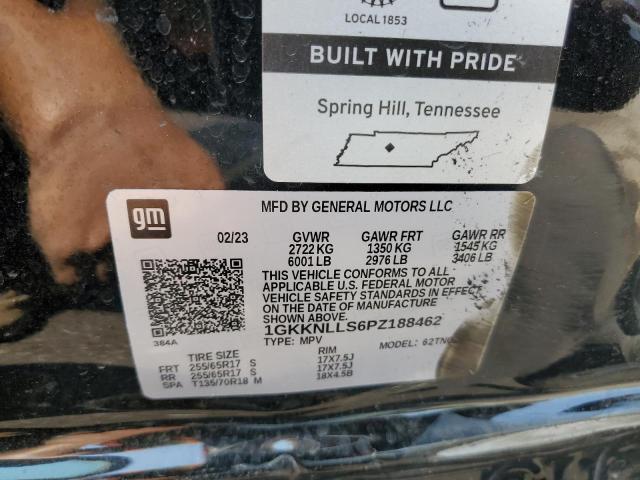 LOCAL 1853
BUILT WITH PRIDE
Spring Hill, Tennessee
gm
MFD BY GENERAL MOTORS LLC
02/23 GVWR GAWR FRT GAWR RR
2722 KG 1350 KG 1545 KG
6001 LB 2976 LB 3406 LB
THIS VEHICLE CONFORMS TO ALL
APPLICABLE U.S. FEDERAL MOTOR
VEHICLE SAFETY STANDARDS IN EFFECT
ON THE DATE OF MANUFACTURE
SHOWN ABOVE.
1GKKNLLS6PZ188462
384A
TYPE: MPV MODEL:
TIRE SIZE RIM
FRT 255/65R17 S 17X7.5J
RR 255/65R17 S 17X7.5J
SPA T135/70R18 M 18X4.5B